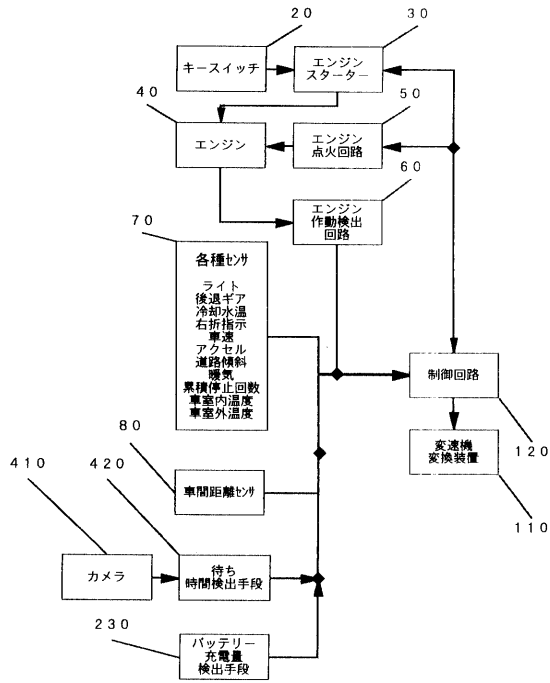 ２０
３０
キースイッチ
エンジン
スターター
４０
５０
エンジン
エンジン
点火回路
６０
エンジン
作動検出
回路
７０
各種ｾﾝｻ
ライト
後退ギア
冷却水温
右折指示
車速
アクセル
道路傾斜
暖気
累積停止回数
車室内温度
車室外温度
制御回路
１２０
変速機
変換装置
１１０
８０
車間距離ｾﾝｻ
４１０
４２０
カメラ
待ち
時間検出手段
２３０
バッテリー
充電量
検出手段